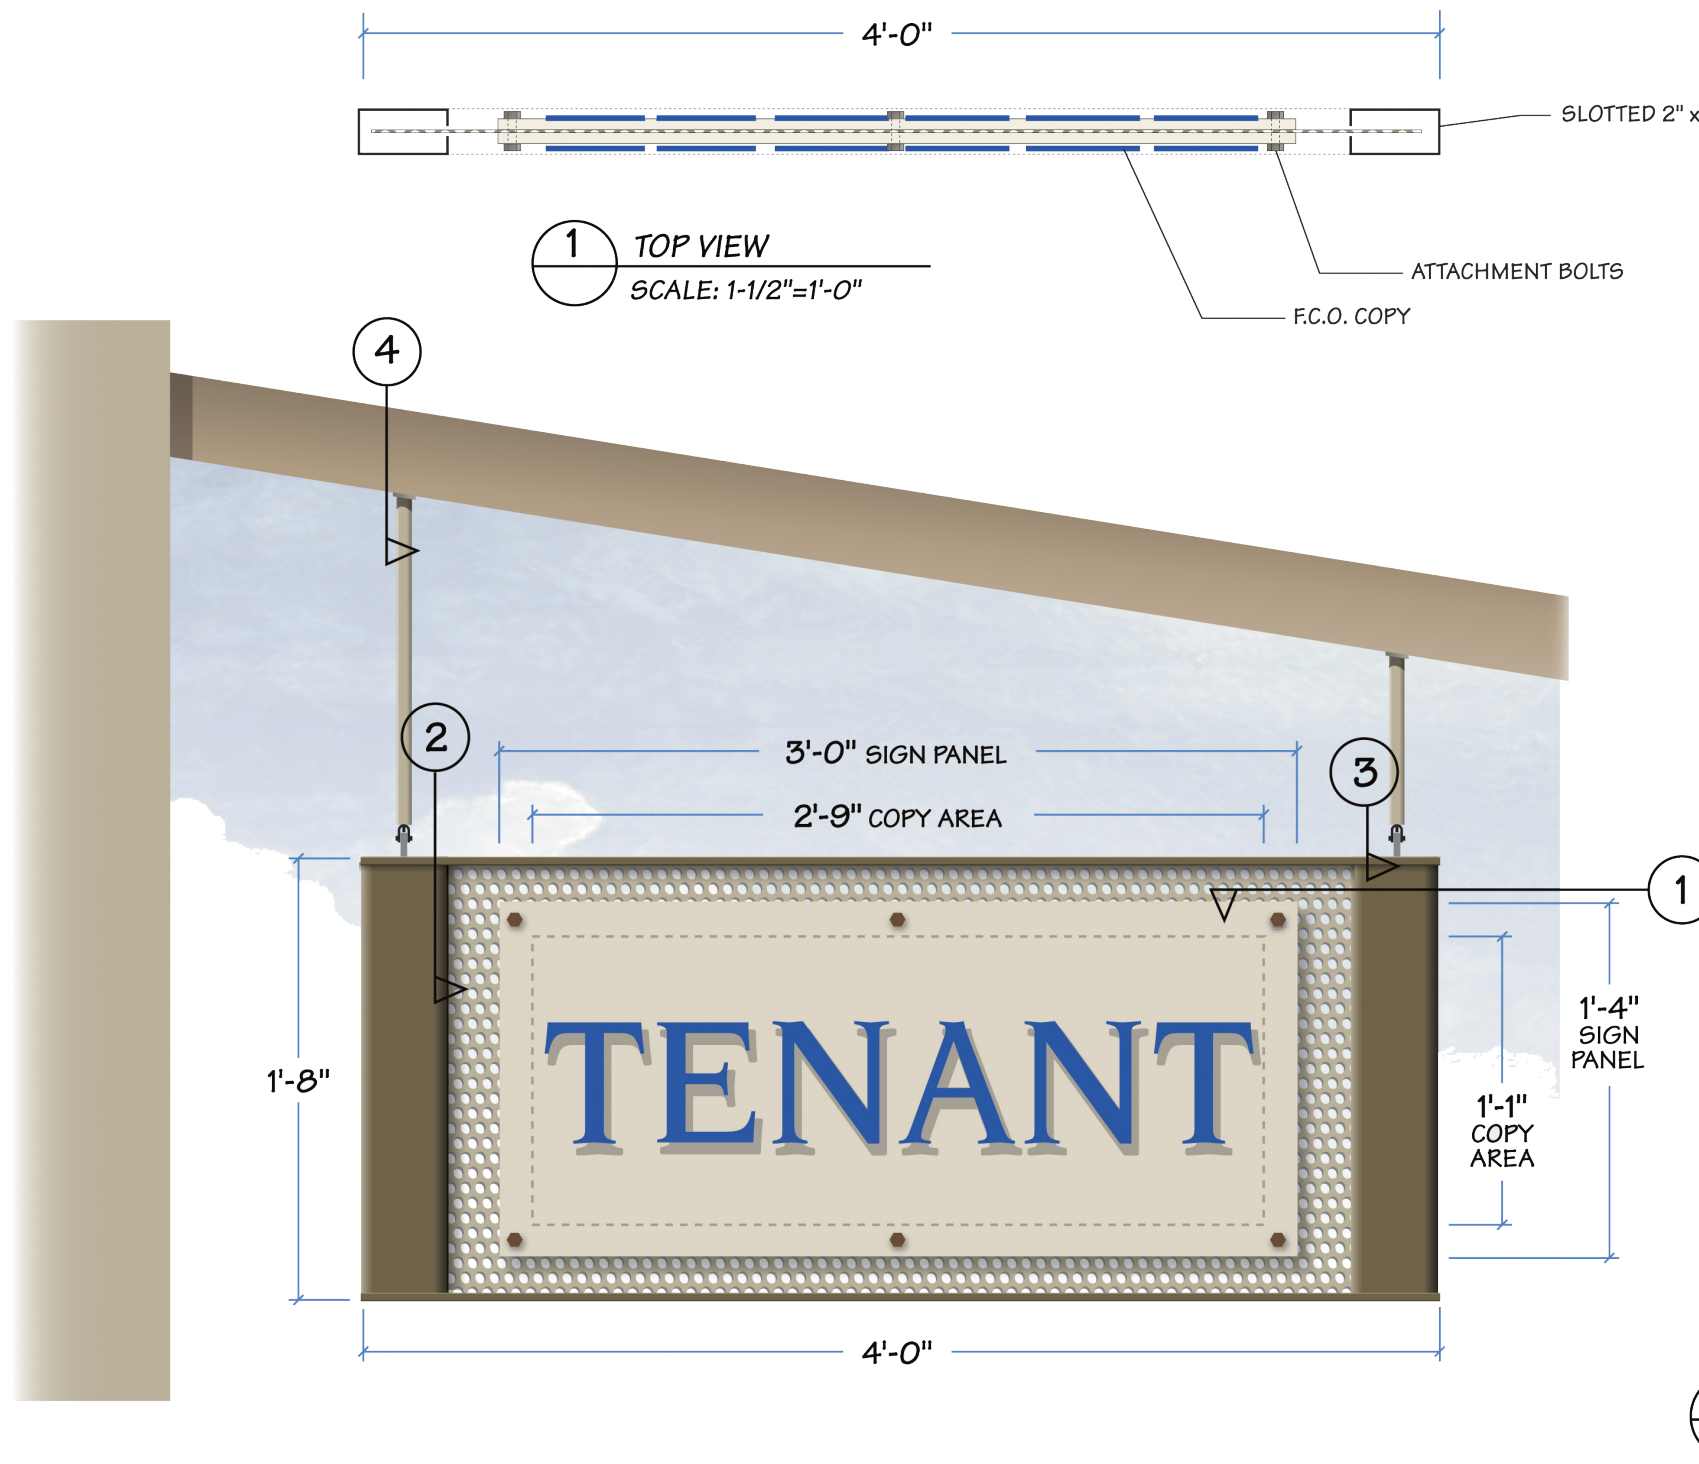 4'-0"
SLOTTED 2" x
1 TOP VIEW
SCALE: 1-1/2"=1'-0"
ATTACHMENT BOLTS
F.C.O. COPY
4
2
3'-0" SIGN PANEL
3
2'-9" COPY AREA
1
1'-4"
SIGN
PANEL
TENANT
1'-8"
1'-1"
COPY
AREA
4'-0"